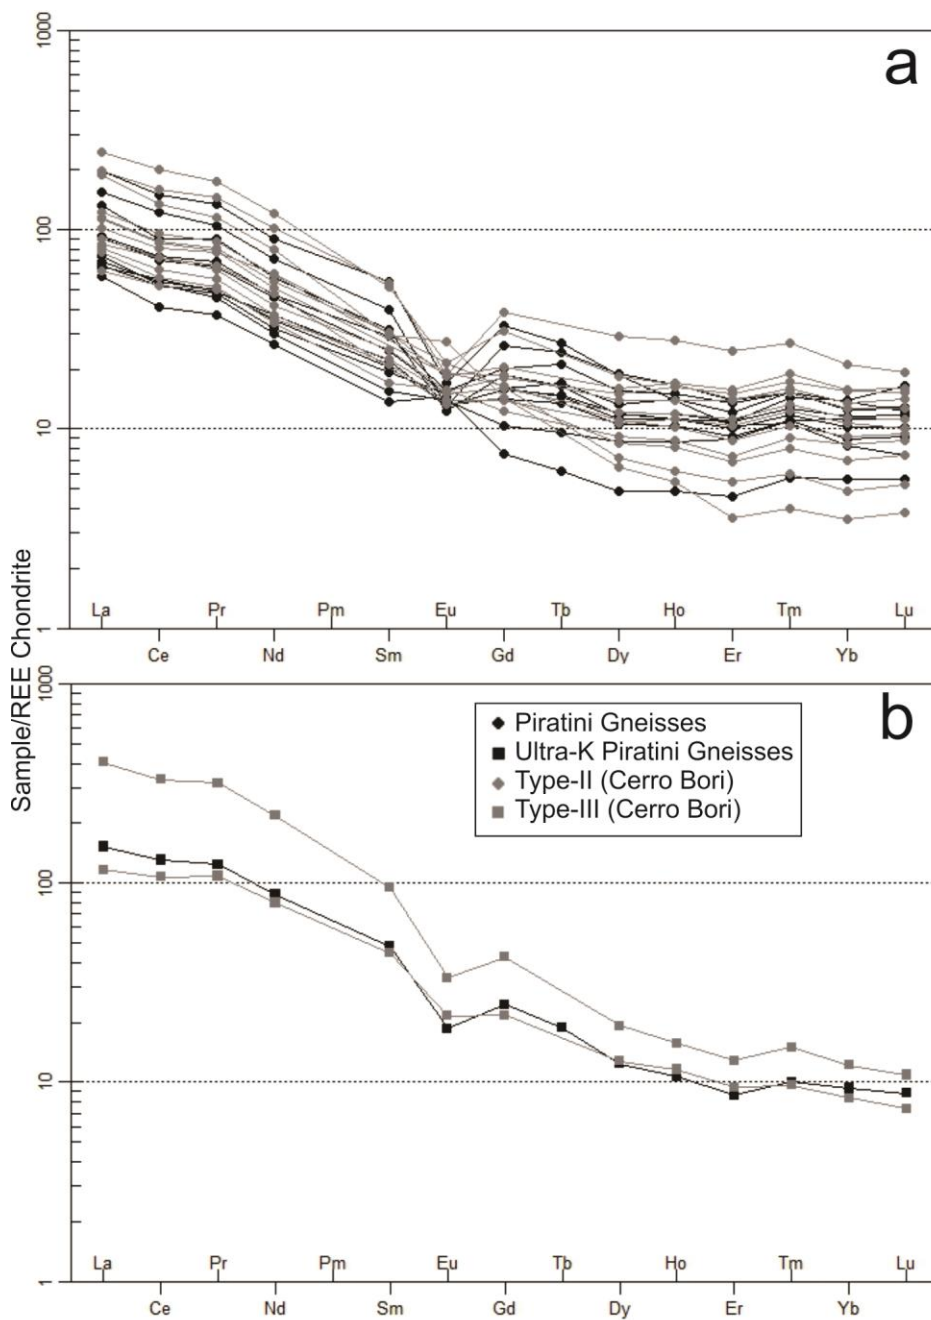 a
1000
100
10
1
La Pr Pm Eu Tb Ho Tm Lu
Ce Nd Sm Gd Dy Er Yb
Sample/REE Chondrite
b
1000
100
10
1
Piratini Gneisses
Ultra-K Piratini Gneisses
Type-II (Cerro Bori)
Type-III (Cerro Bori)
La Pr Pm Eu Tb Ho Tm Lu
Ce Nd Sm Gd Dy Er Yb